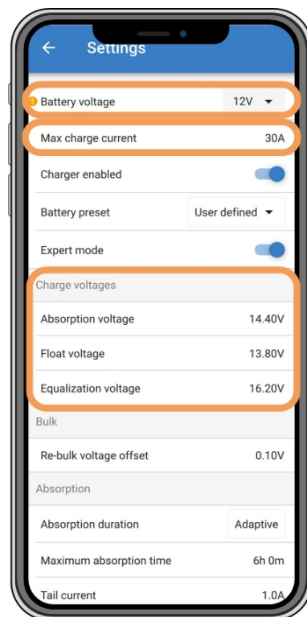 Settings
Battery voltage 12V
Max charge current 30A
Charger enabled
Battery preset User defined
Expert mode
Charge voltages
Absorption voltage 14.40V
Float voltage 13.80V
Equalization voltage 16.20V
Bulk
Re-bulk voltage offset 0.10V
Absorption
Absorption duration Adaptive
Maximum absorption time 6h 0m
Tail current 1.0A